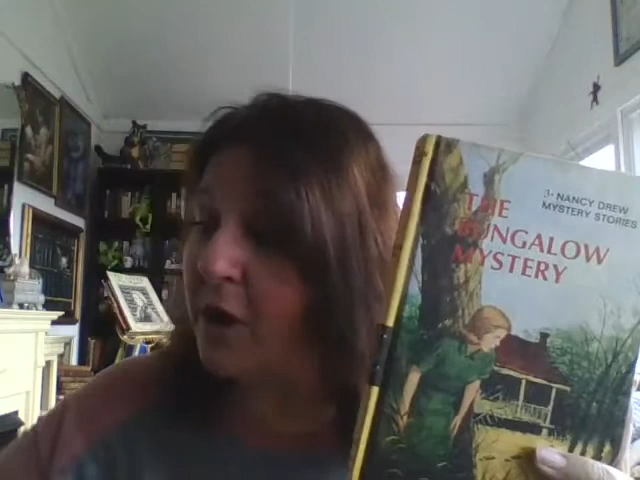 3• NANCY DREW
MYSTERY STORIES
THE
BUNGALOW
MYSTERY